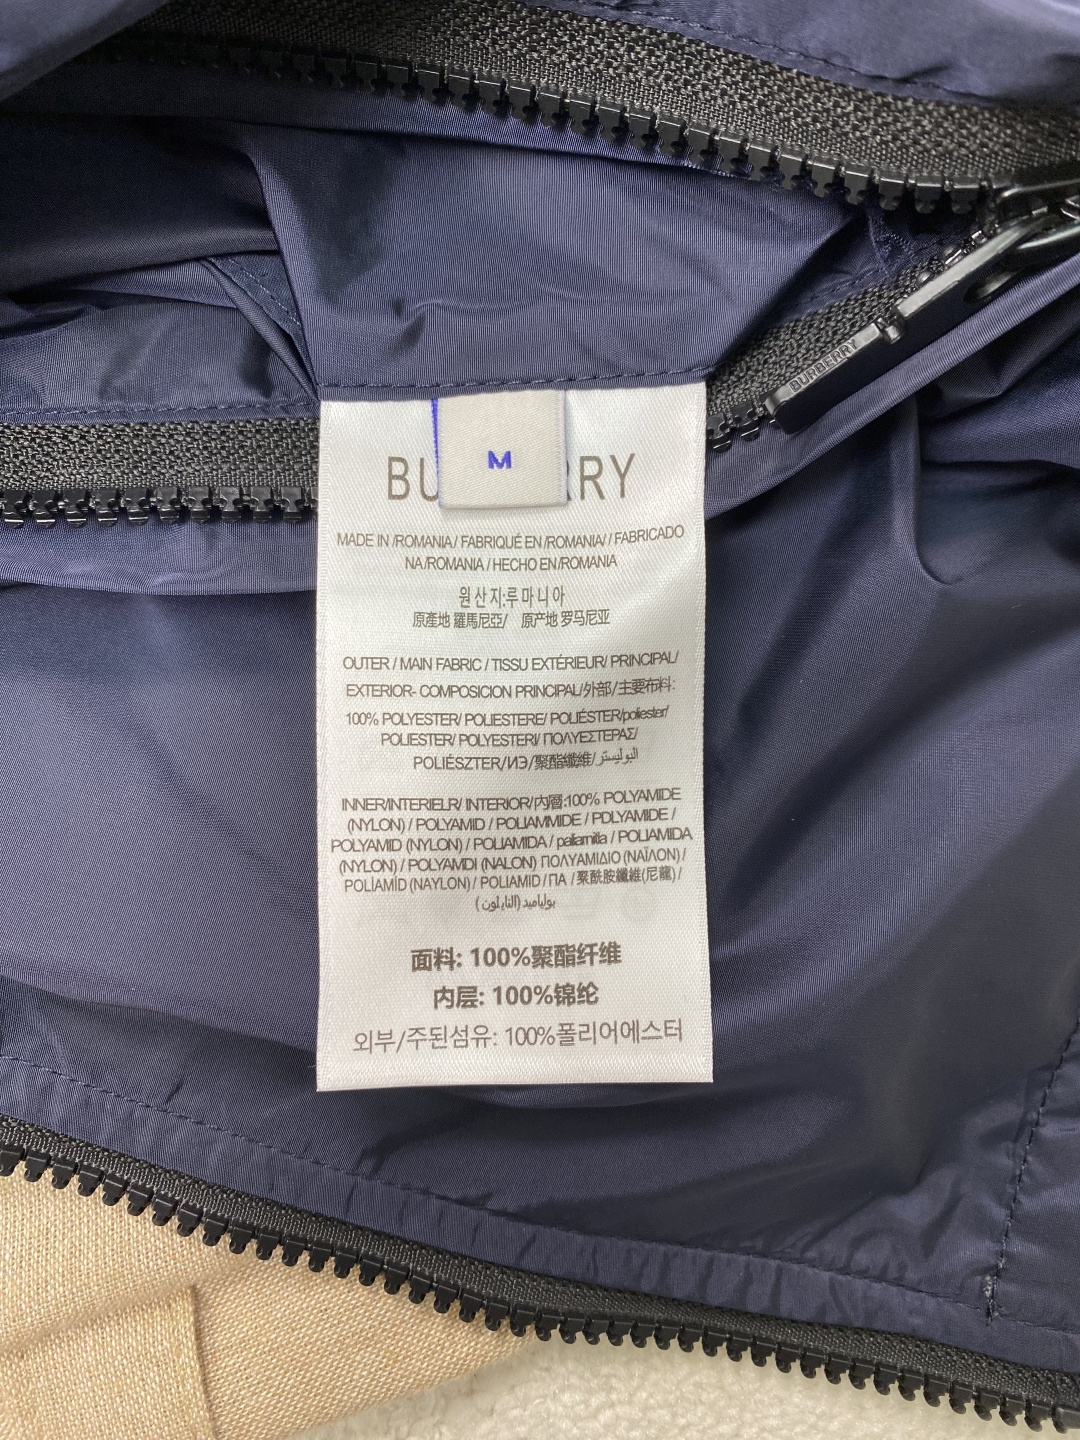 BURBERRY
M
BU RRY
MADE IN /ROMANIA / FABRIQUÉ EN /ROMANIA/ / FABRICADO
NA /ROMANIA / HECHO EN /ROMANIA
원산지:루마니아
原產地 羅馬尼亞/ 原产地 罗马尼亚
OUTER / MAIN FABRIC / TISSU EXTÉRIEUR/ PRINCIPAL/
EXTERIOR- COMPOSICION PRINCIPAL/外部/主要布料:
100% POLYESTER/ POLIESTERE/ POLIÉSTER/poliester/
POLIESTER/ POLYESTERI/ ΠΟΛΥΕΣΤΕΡΑΣ/
POLIÉSZTER/ИЭ/聚酯纖維/البوليستر
INNER/INTERIELR/ INTERIOR/内層:100% POLYAMIDE
(NYLON) / POLYAMID / POLIAMMIDE / PDLYAMIDE /
POLYAMID (NYLON) / POLIAMIDA / paliamitla / POLIAMIDA
(NYLON) / POLYAMIDI (NALON) ΠΟΛΥΑΜΙΔΙΟ (ΝΑΪΛΟΝ) /
POLİAMİD (NAYLON) / POLIAMID / ПА / 聚酰胺纖維(尼龍) /
بولياميد (النايلون)
面料: 100%聚酯纤维
内层: 100%锦纶
외부/주된섬유: 100%폴리어에스터